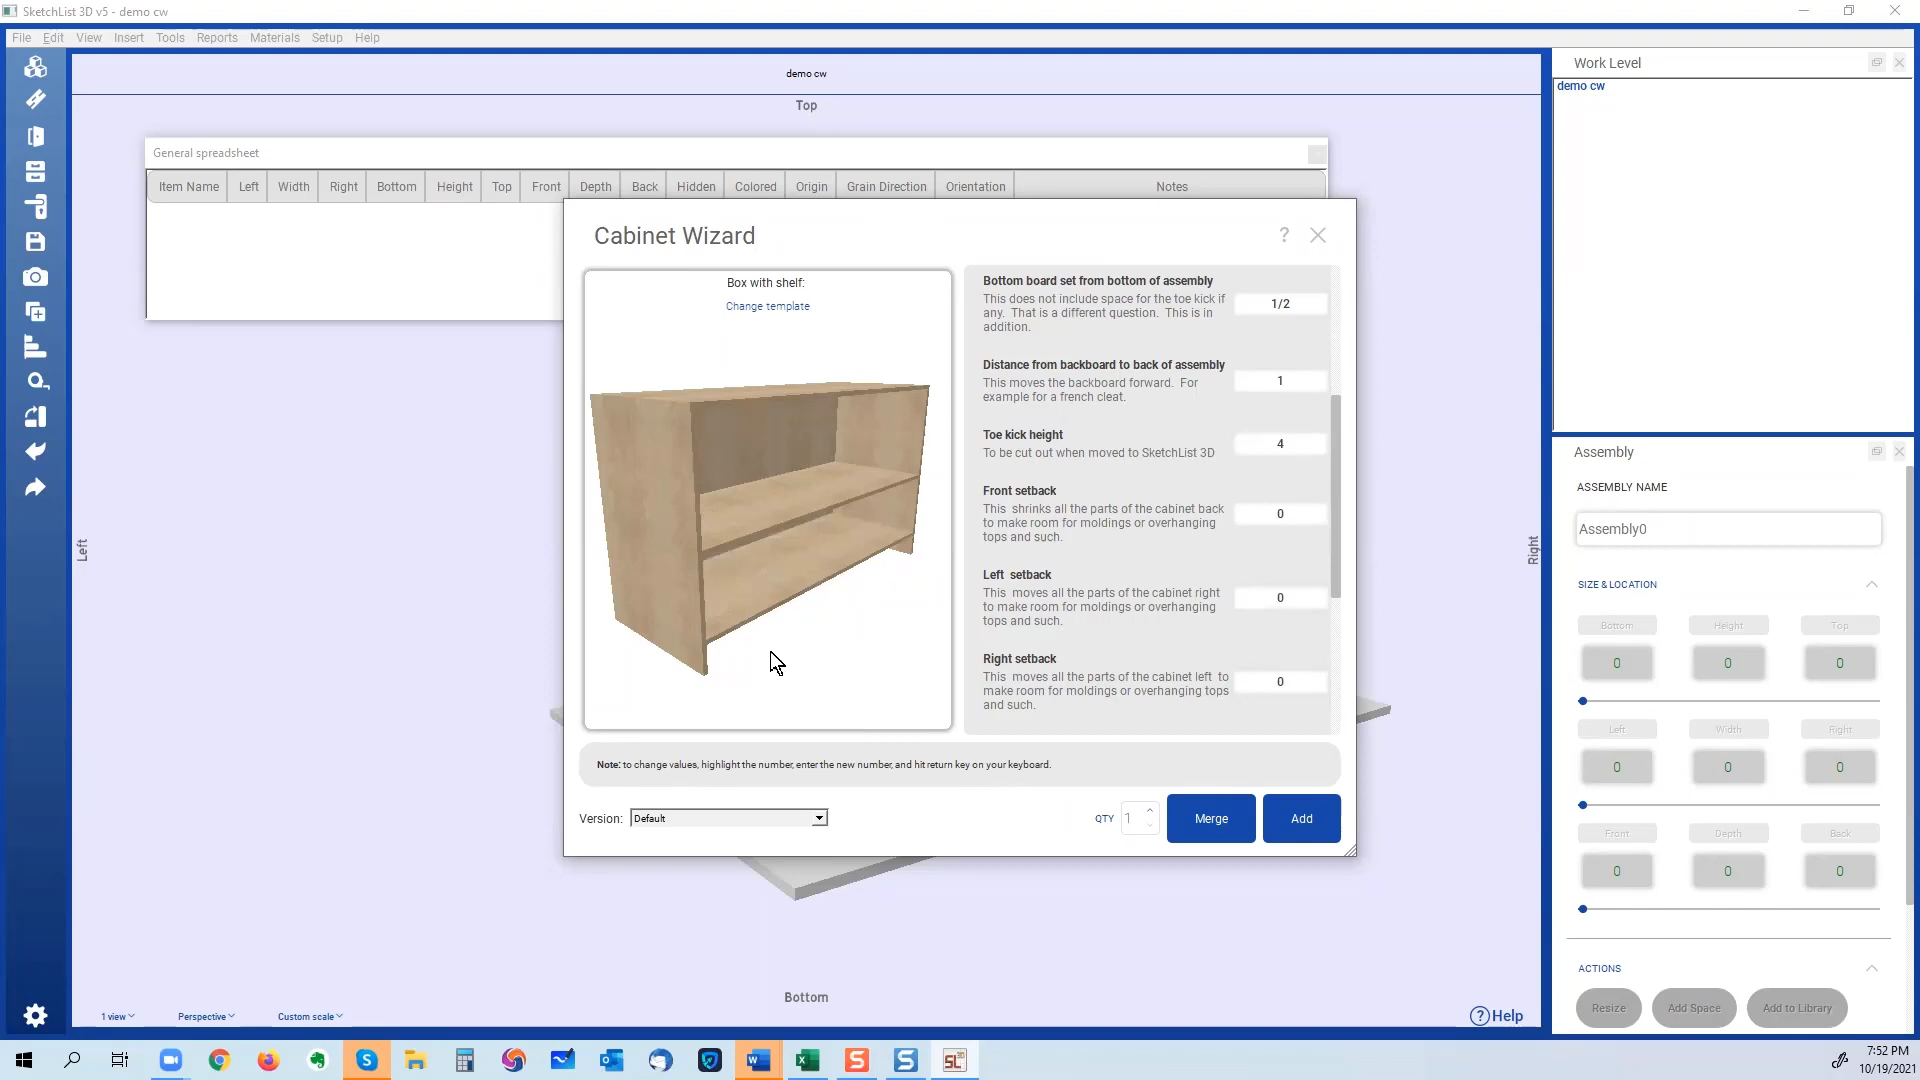 SketchList 3D v5 - demo cw
File Edit View Insert Tools Reports Materials Setup Help
demo cw
Top
Left
Right
Bottom
General spreadsheet
Item Name Left Width Right Bottom Height Top Front Depth Back Hidden Colored Origin Grain Direction Orientation Notes
Cabinet Wizard
?
Box with shelf:
Change template
Bottom board set from bottom of assembly
This does not include space for the toe kick if
any. That is a different question. This is in
addition.
1/2
Distance from backboard to back of assembly
This moves the backboard forward. For
example for a french cleat.
1
Toe kick height
To be cut out when moved to SketchList 3D
4
Front setback
This shrinks all the parts of the cabinet back
to make room for moldings or overhanging
tops and such.
0
Left setback
This moves all the parts of the cabinet right
to make room for moldings or overhanging
tops and such.
0
Right setback
This moves all the parts of the cabinet left to
make room for moldings or overhanging tops
and such.
0
Note: to change values, highlight the number, enter the new number, and hit return key on your keyboard.
Version: Default
QTY 1 Merge Add
1 view Perspective Custom scale
? Help
Work Level
demo cw
Assembly
ASSEMBLY NAME
Assembly0
SIZE & LOCATION
Bottom Height Top
0 0 0
Left Width Right
0 0 0
Front Depth Back
0 0 0
ACTIONS
Resize Add Space Add to Library
7:52 PM
10/19/2021